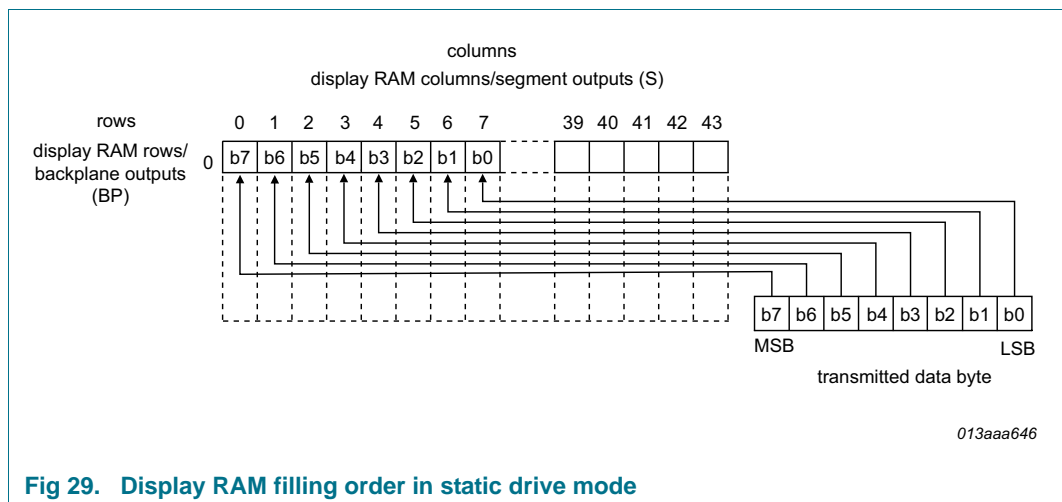 columns
display RAM columns/segment outputs (S)
rows 0 1 2 3 4 5 6 7 39 40 41 42 43
display RAM rows/
backplane outputs
(BP)
0 b7 b6 b5 b4 b3 b2 b1 b0
b7 b6 b5 b4 b3 b2 b1 b0
MSB LSB
transmitted data byte
013aaa646
Fig 29. Display RAM filling order in static drive mode